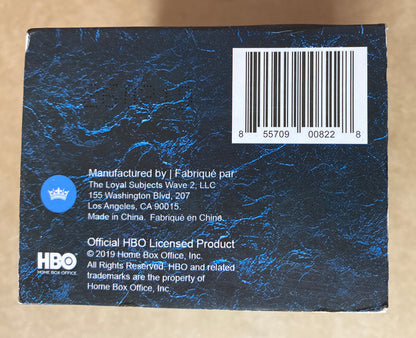 8 55709 00822 8
Manufactured by | Fabriqué par:
The Loyal Subjects Wave 2, LLC
155 Washington Blvd, 207
Los Angeles, CA 90015.
Made in China. Fabriqué en China.
Official HBO Licensed Product
© 2019 Home Box Office, Inc.
All Rights Reserved. HBO and related
trademarks are the property of
Home Box Office, Inc.
HBO
HOME BOX OFFICE.